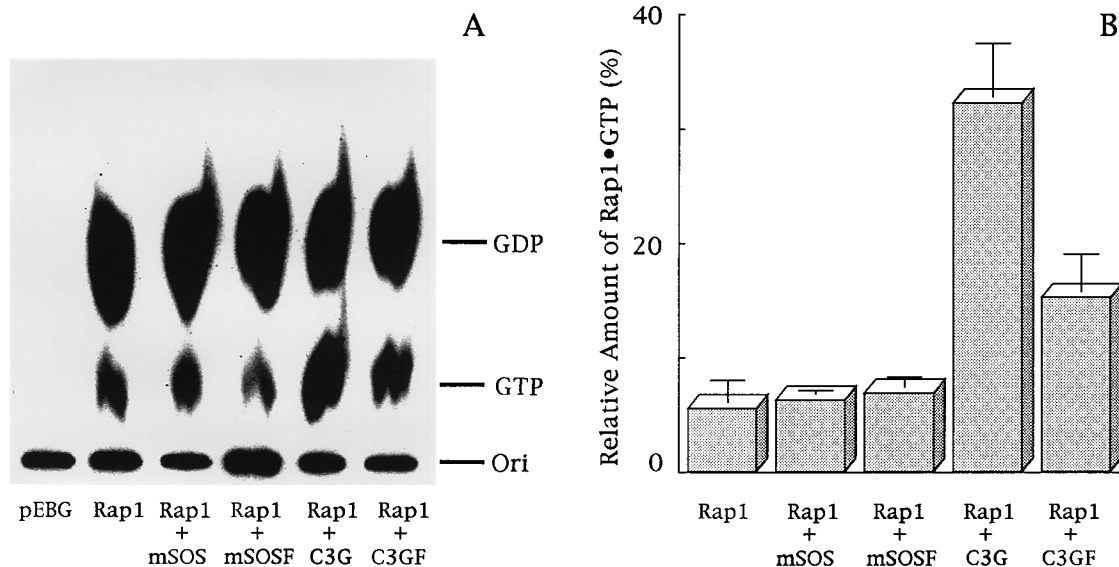 A
GDP
GTP
Ori
pEBG Rap1 Rap1 + mSOS Rap1 + mSOSF Rap1 + C3G Rap1 + C3GF
B
Relative Amount of Rap1•GTP (%)
40
20
0
Rap1 Rap1 + mSOS Rap1 + mSOSF Rap1 + C3G Rap1 + C3GF